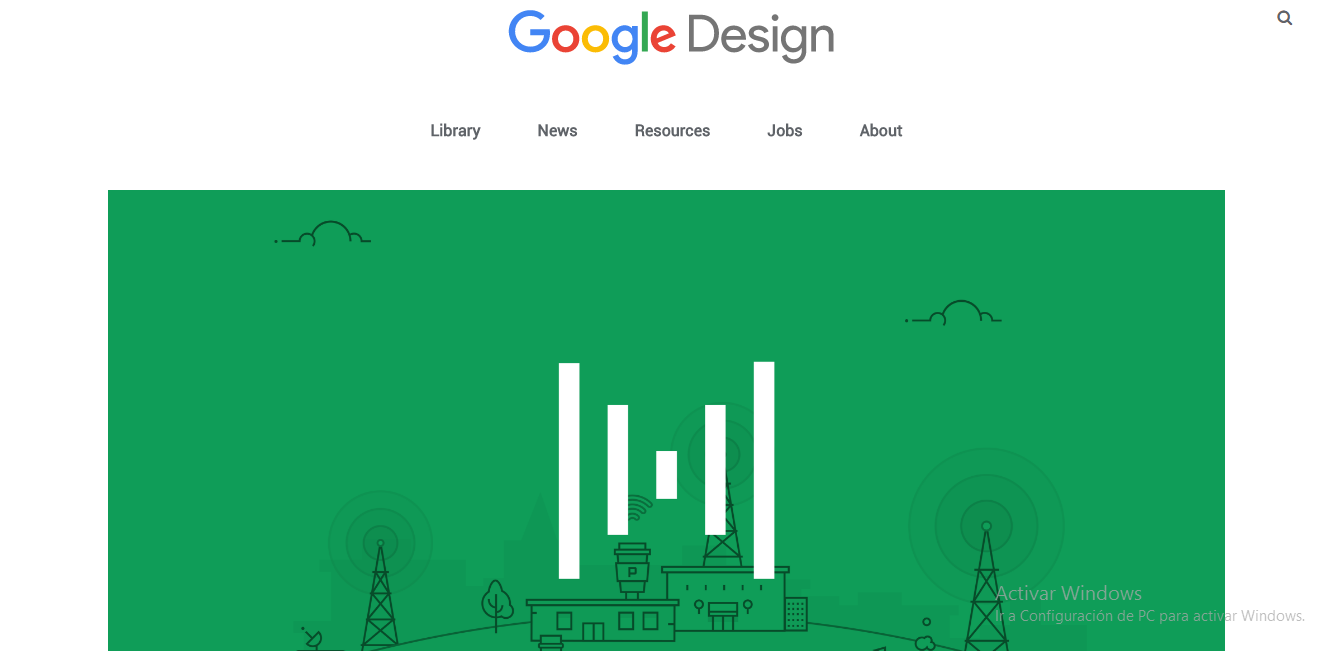 Google Design
Library News Resources Jobs About
P
Activar Windows
Ir a Configuración de PC para activar Windows.